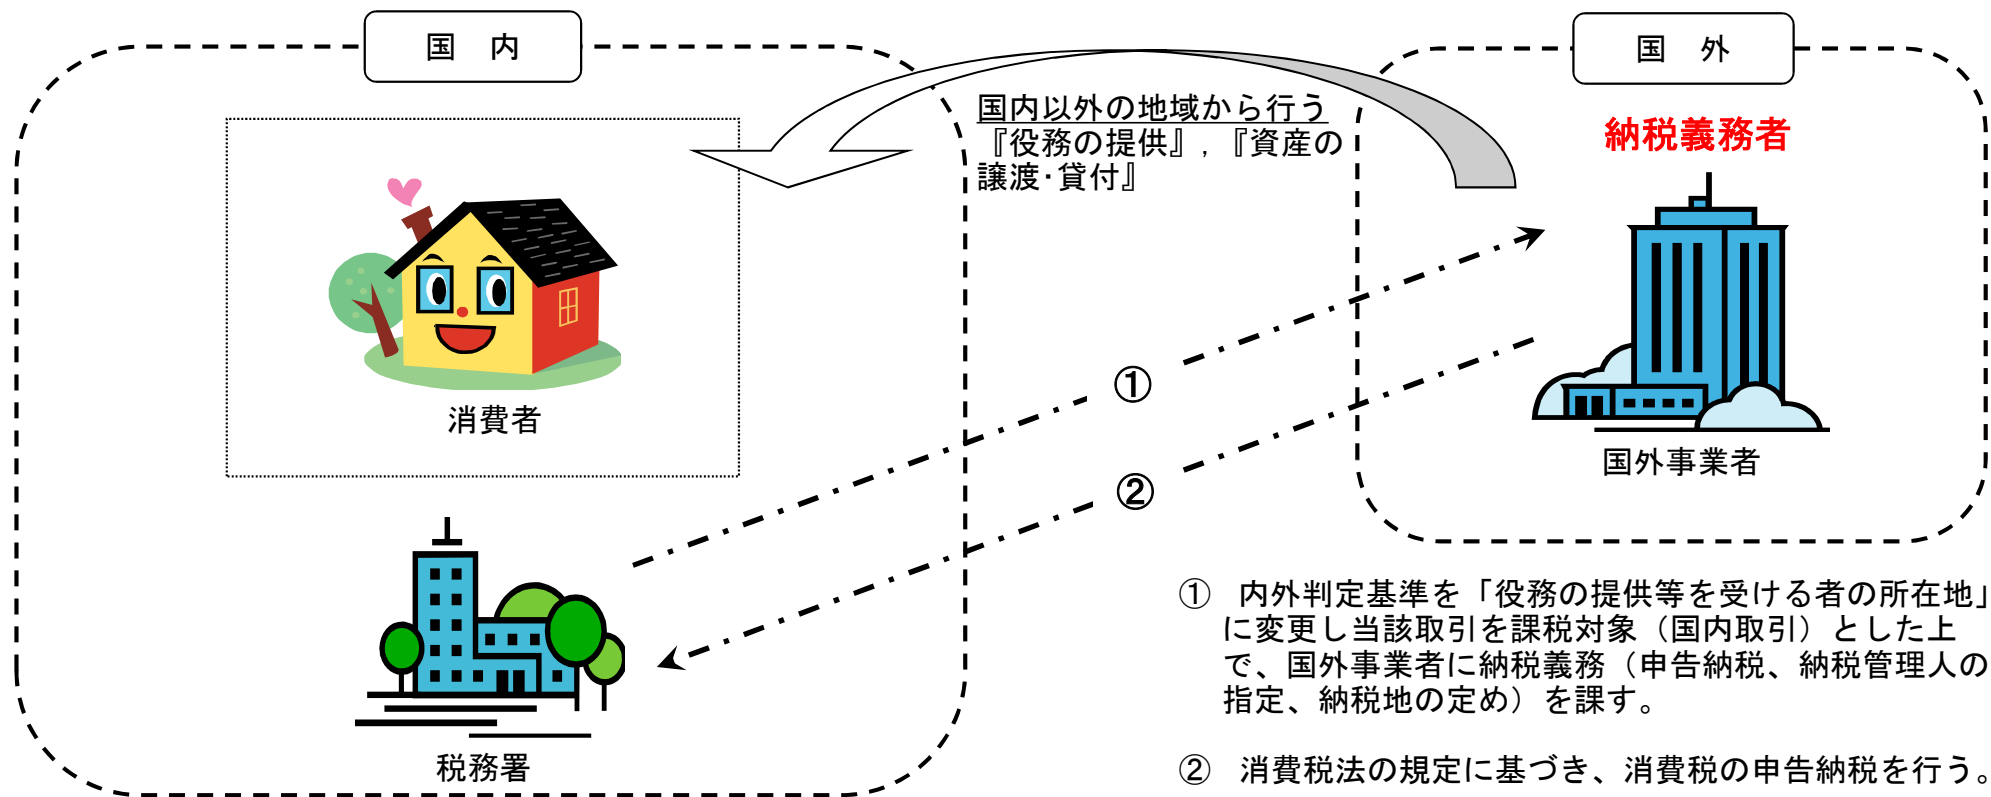 国　内
国　外
国内以外の地域から行う
『役務の提供』，『資産の
譲渡･貸付』
納税義務者
消費者
国外事業者
①
②
税務署
①　内外判定基準を「役務の提供等を受ける者の所在地」
に変更し当該取引を課税対象（国内取引）とした上
で、国外事業者に納税義務（申告納税、納税管理人の
指定、納税地の定め）を課す。
②　消費税法の規定に基づき、消費税の申告納税を行う。